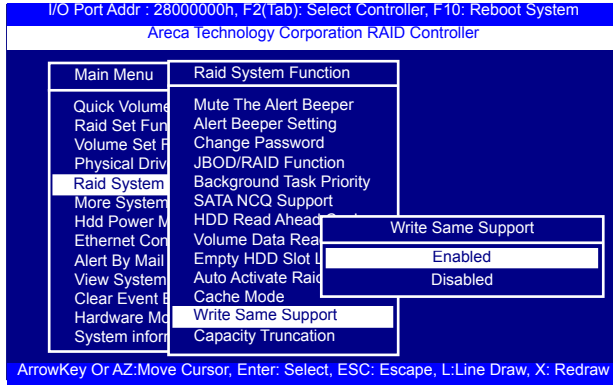 I/O Port Addr : 28000000h, F2(Tab): Select Controller, F10: Reboot System
Areca Technology Corporation RAID Controller
Main Menu
Quick Volume
Raid Set Fun
Volume Set F
Physical Driv
Raid System
More System
Hdd Power M
Ethernet Con
Alert By Mail
View System
Clear Event B
Hardware Mo
System inform
Raid System Function
Mute The Alert Beeper
Alert Beeper Setting
Change Password
JBOD/RAID Function
Background Task Priority
SATA NCQ Support
HDD Read Ahead
Volume Data Rea
Empty HDD Slot L
Auto Activate Raid
Cache Mode
Write Same Support
Capacity Truncation
Write Same Support
Enabled
Disabled
ArrowKey Or AZ:Move Cursor, Enter: Select, ESC: Escape, L:Line Draw, X: Redraw